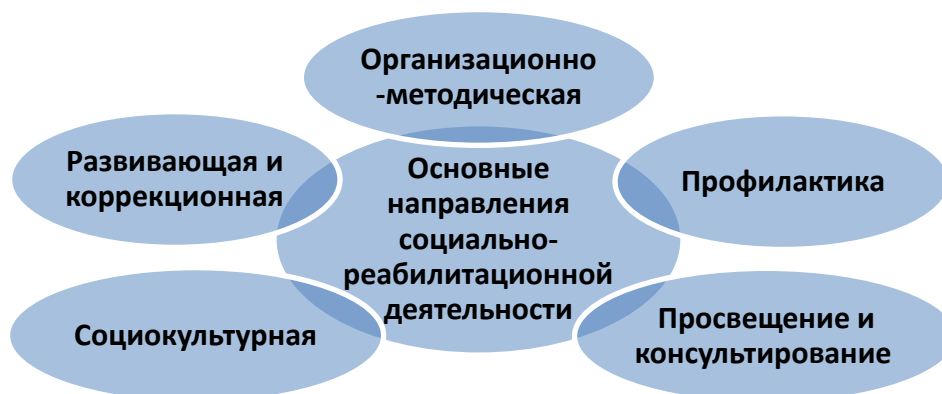 Организационно
-методическая
Развивающая и
коррекционная
Основные
направления
социально-
реабилитационной
деятельности
Профилактика
Социокультурная
Просвещение и
консультирование